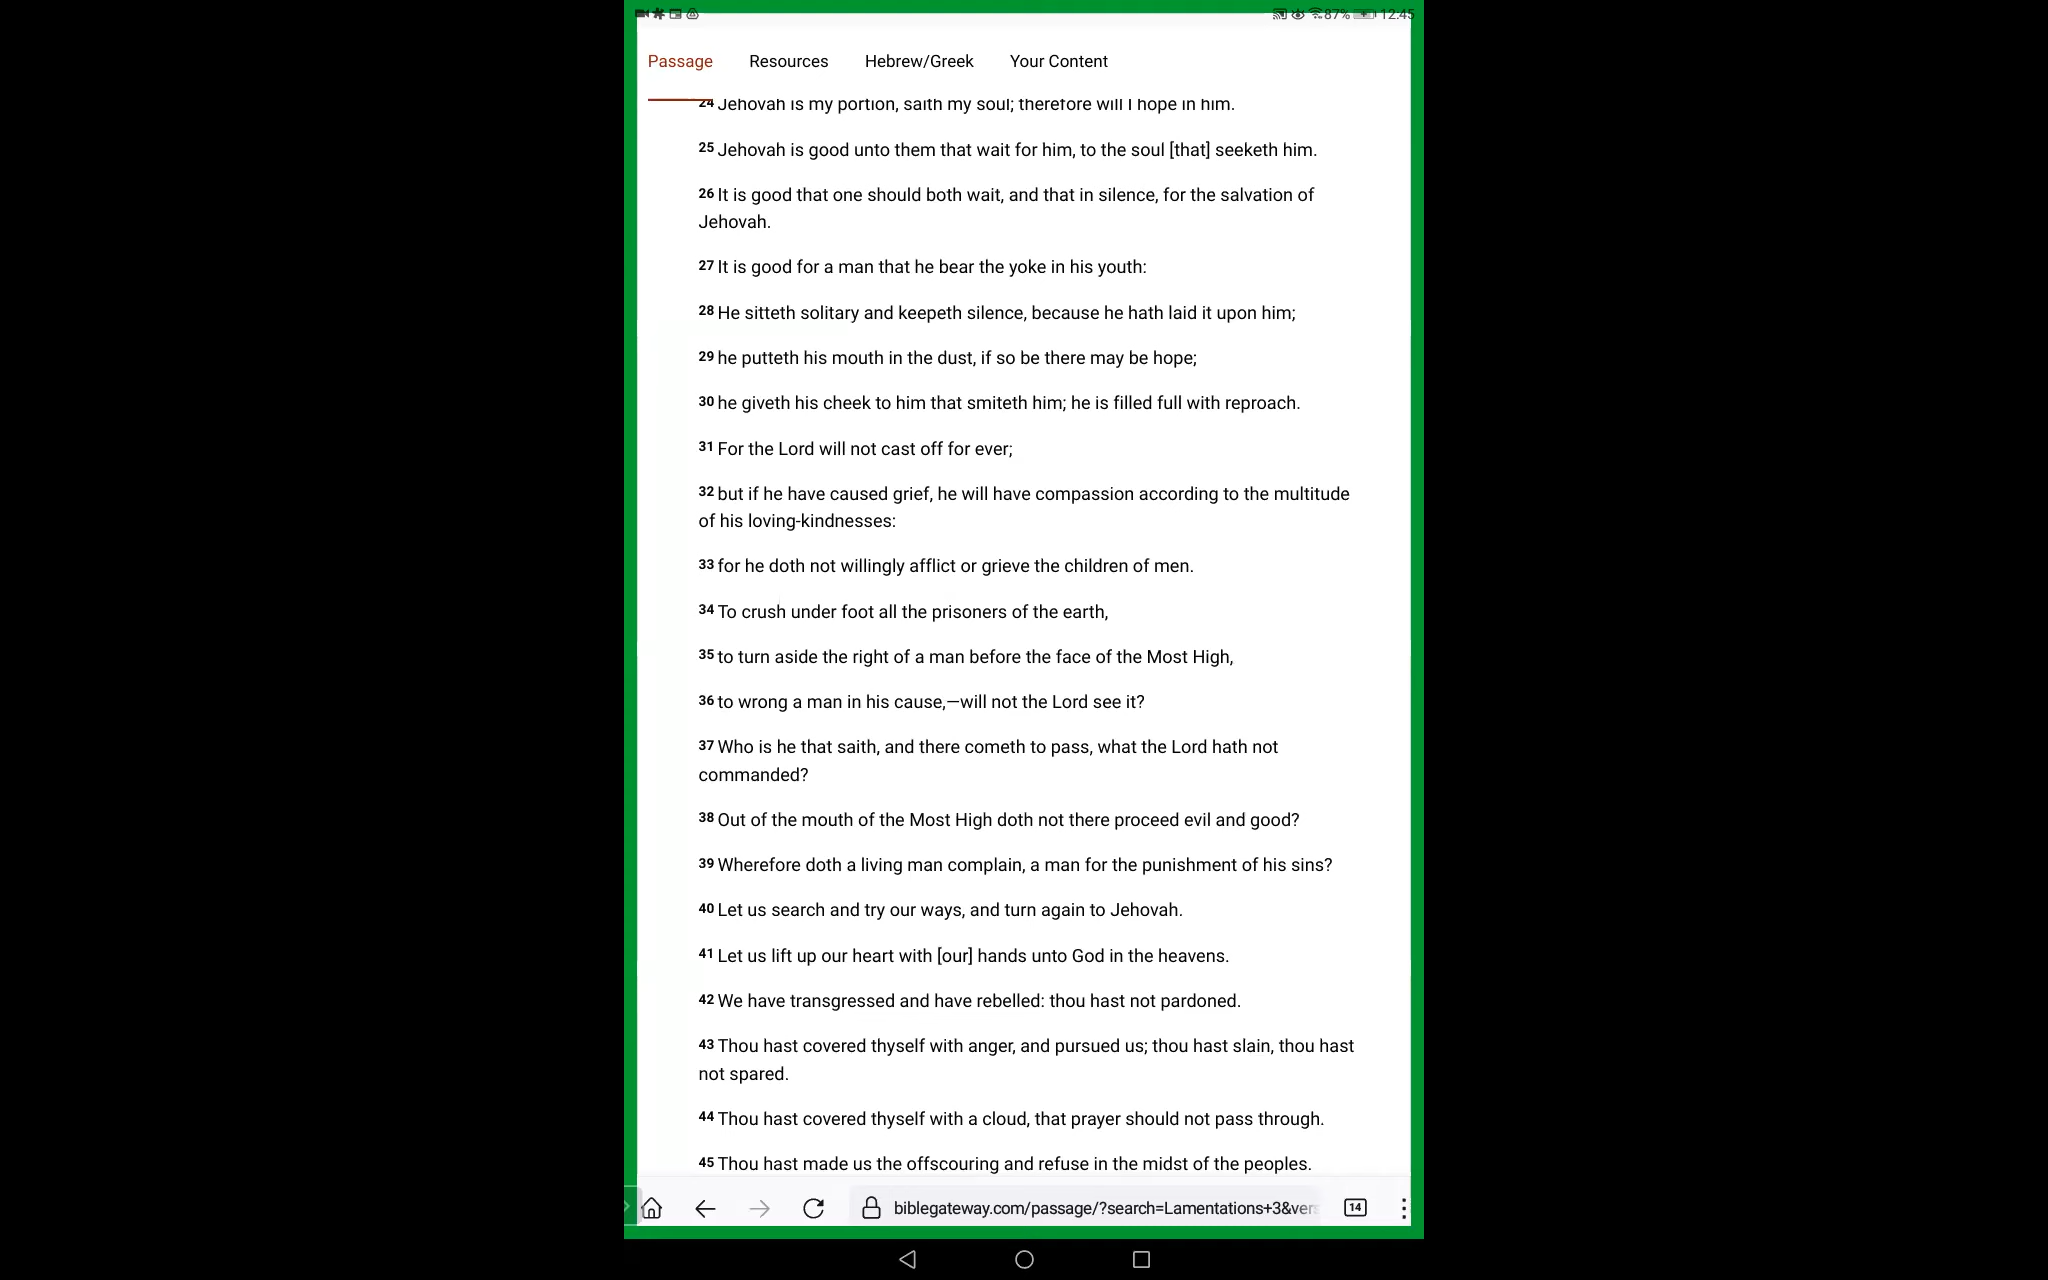 87% 12:45
Passage Resources Hebrew/Greek Your Content
24 Jehovah is my portion, saith my soul; therefore will I hope in him.
25 Jehovah is good unto them that wait for him, to the soul [that] seeketh him.
26 It is good that one should both wait, and that in silence, for the salvation of
Jehovah.
27 It is good for a man that he bear the yoke in his youth:
28 He sitteth solitary and keepeth silence, because he hath laid it upon him;
29 he putteth his mouth in the dust, if so be there may be hope;
30 he giveth his cheek to him that smiteth him; he is filled full with reproach.
31 For the Lord will not cast off for ever;
32 but if he have caused grief, he will have compassion according to the multitude
of his loving-kindnesses:
33 for he doth not willingly afflict or grieve the children of men.
34 To crush under foot all the prisoners of the earth,
35 to turn aside the right of a man before the face of the Most High,
36 to wrong a man in his cause,—will not the Lord see it?
37 Who is he that saith, and there cometh to pass, what the Lord hath not
commanded?
38 Out of the mouth of the Most High doth not there proceed evil and good?
39 Wherefore doth a living man complain, a man for the punishment of his sins?
40 Let us search and try our ways, and turn again to Jehovah.
41 Let us lift up our heart with [our] hands unto God in the heavens.
42 We have transgressed and have rebelled: thou hast not pardoned.
43 Thou hast covered thyself with anger, and pursued us; thou hast slain, thou hast
not spared.
44 Thou hast covered thyself with a cloud, that prayer should not pass through.
45 Thou hast made us the offscouring and refuse in the midst of the peoples.
biblegateway.com/passage/?search=Lamentations+3&vers 14